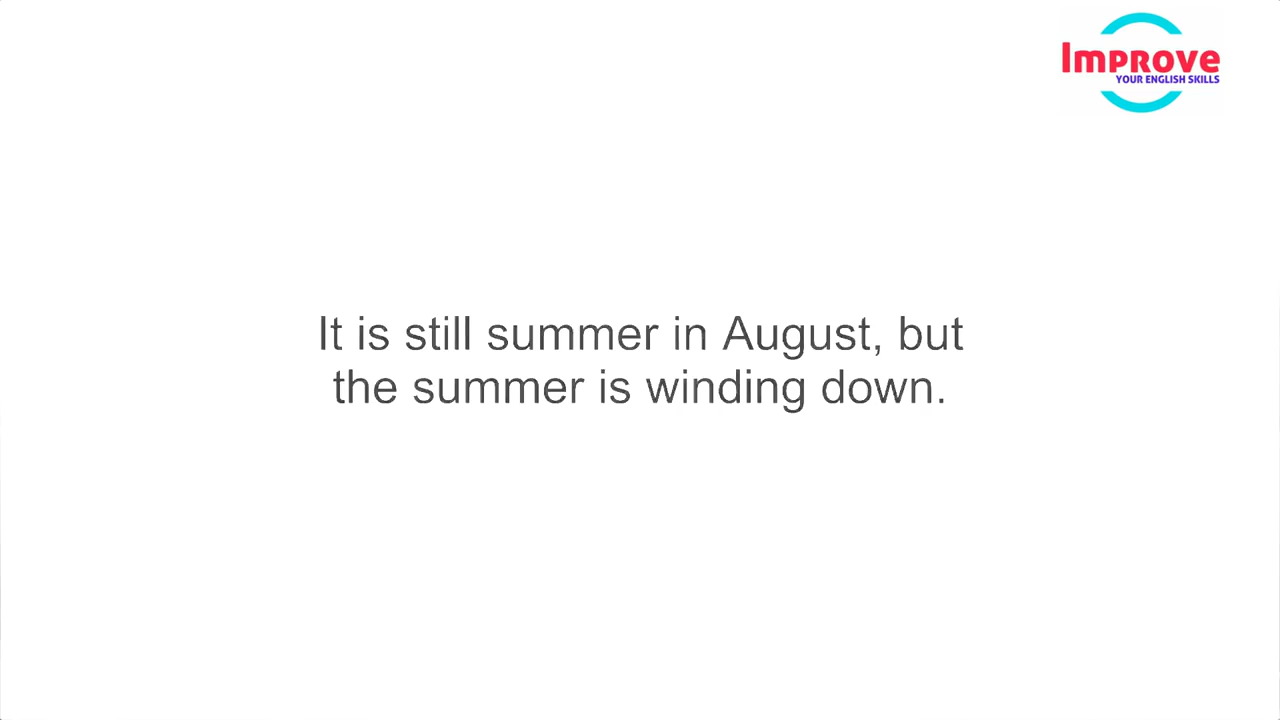 Improve
YOUR ENGLISH SKILLS
It is still summer in August, but
the summer is winding down.